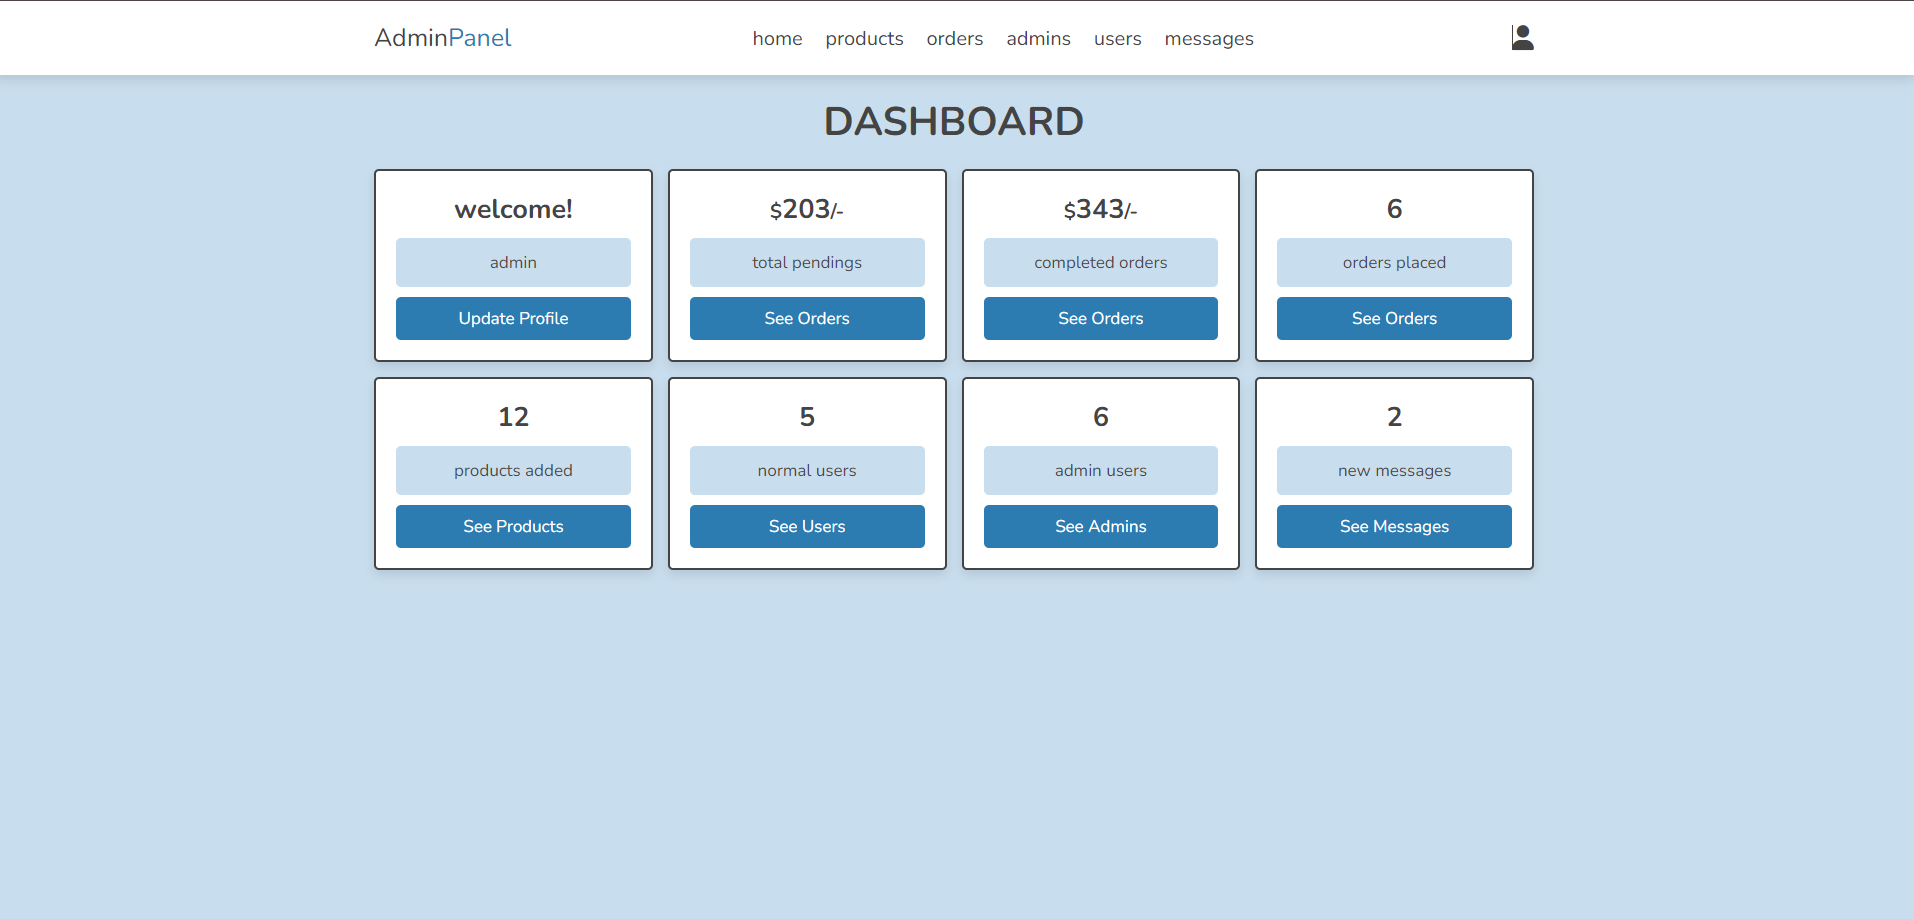 AdminPanel
home products orders admins users messages
DASHBOARD
welcome!
admin
Update Profile
$203/-
total pendings
See Orders
$343/-
completed orders
See Orders
6
orders placed
See Orders
12
products added
See Products
5
normal users
See Users
6
admin users
See Admins
2
new messages
See Messages